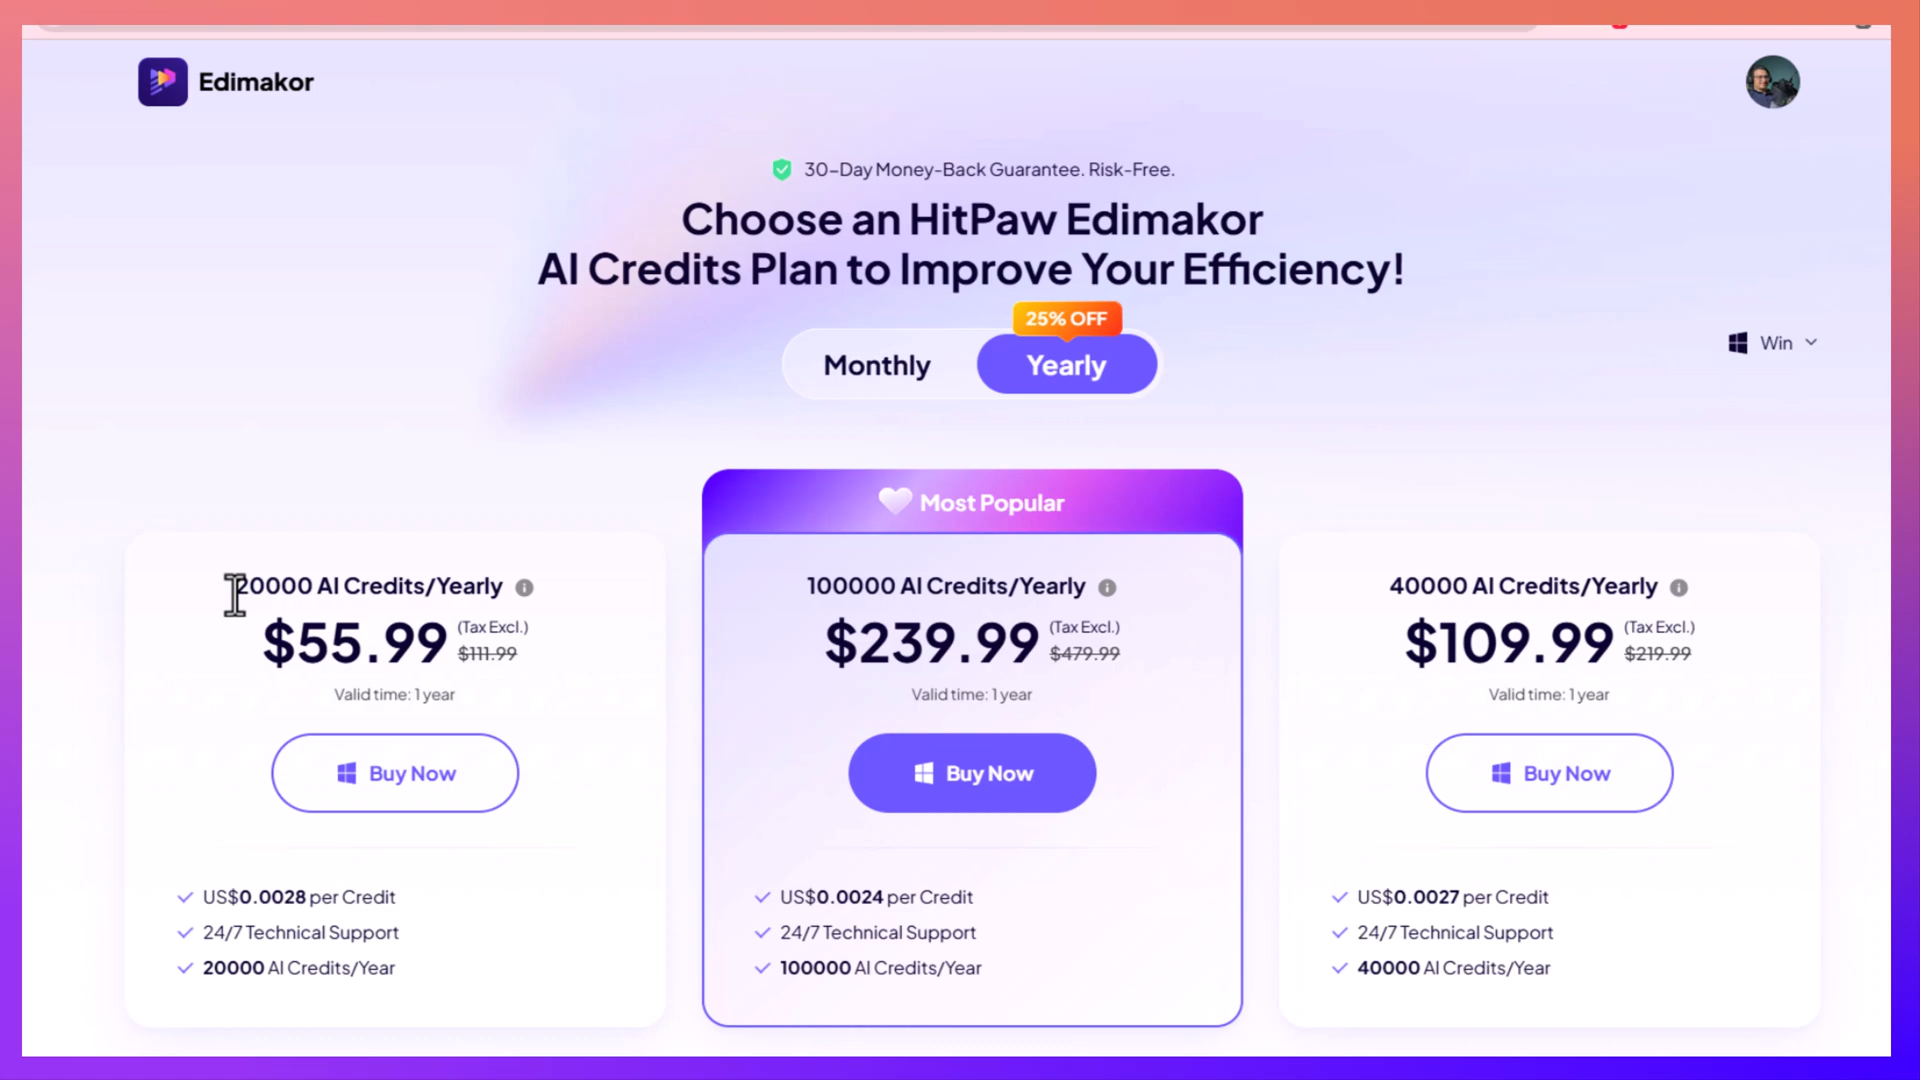 Edimakor
30-Day Money-Back Guarantee. Risk-Free.
Choose an HitPaw Edimakor
AI Credits Plan to Improve Your Efficiency!
25% OFF
Monthly
Yearly
Win
Most Popular
20000 AI Credits/Yearly
$55.99 (Tax Excl.)
$111.99
Valid time: 1 year
Buy Now
US$0.0028 per Credit
24/7 Technical Support
20000 AI Credits/Year
100000 AI Credits/Yearly
$239.99 (Tax Excl.)
$479.99
Valid time: 1 year
Buy Now
US$0.0024 per Credit
24/7 Technical Support
100000 AI Credits/Year
40000 AI Credits/Yearly
$109.99 (Tax Excl.)
$219.99
Valid time: 1 year
Buy Now
US$0.0027 per Credit
24/7 Technical Support
40000 AI Credits/Year